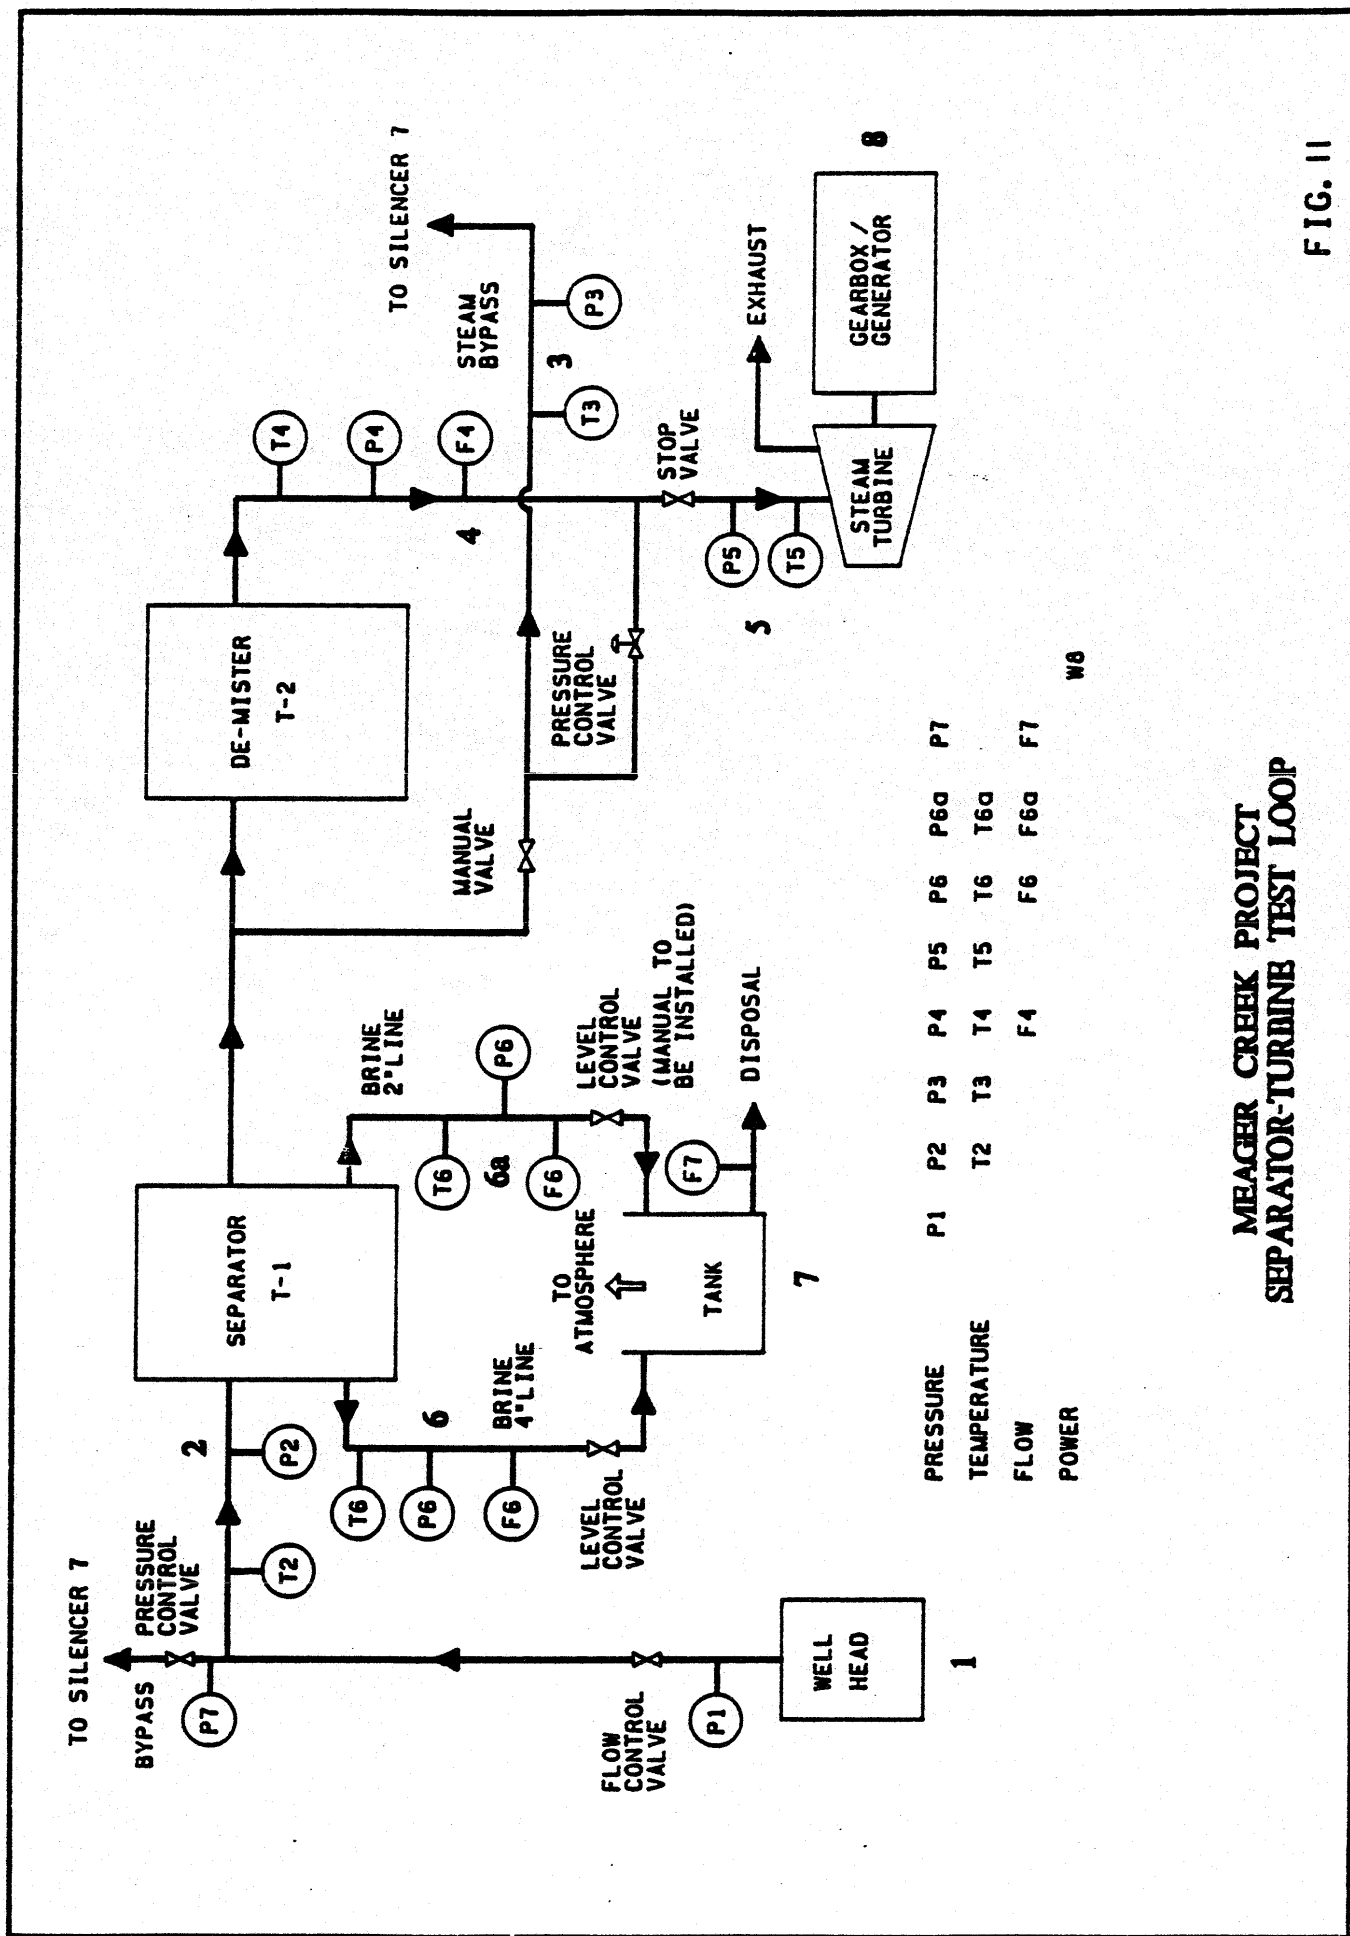 TO SILENCER 7
BYPASS
PRESSURE
CONTROL
VALVE
P7
T2
2
P2
SEPARATOR
T-1
DE-MISTER
T-2
T4
P4
F4
4
TO SILENCER 7
STEAM
BYPASS
3
T3
P3
T6
P6
F6
6
BRINE
4"LINE
BRINE
2"LINE
T6
P6
6a
F6
MANUAL
VALVE
PRESSURE
CONTROL
VALVE
STOP
VALVE
FLOW
CONTROL
VALVE
P1
LEVEL
CONTROL
VALVE
TO
ATMOSPHERE
LEVEL
CONTROL
VALVE
(MANUAL TO
BE INSTALLED)
F7
DISPOSAL
TANK
7
P5
T5
5
EXHAUST
STEAM
TURBINE
GEARBOX /
GENERATOR
8
WELL
HEAD
1
PRESSURE P1 P2 P3 P4 P5 P6 P6a P7
TEMPERATURE T2 T3 T4 T5 T6 T6a
FLOW F4 F6 F6a F7
POWER W8
MEAGER CREEK PROJECT
SEPARATOR-TURBINE TEST LOOP
FIG. 11